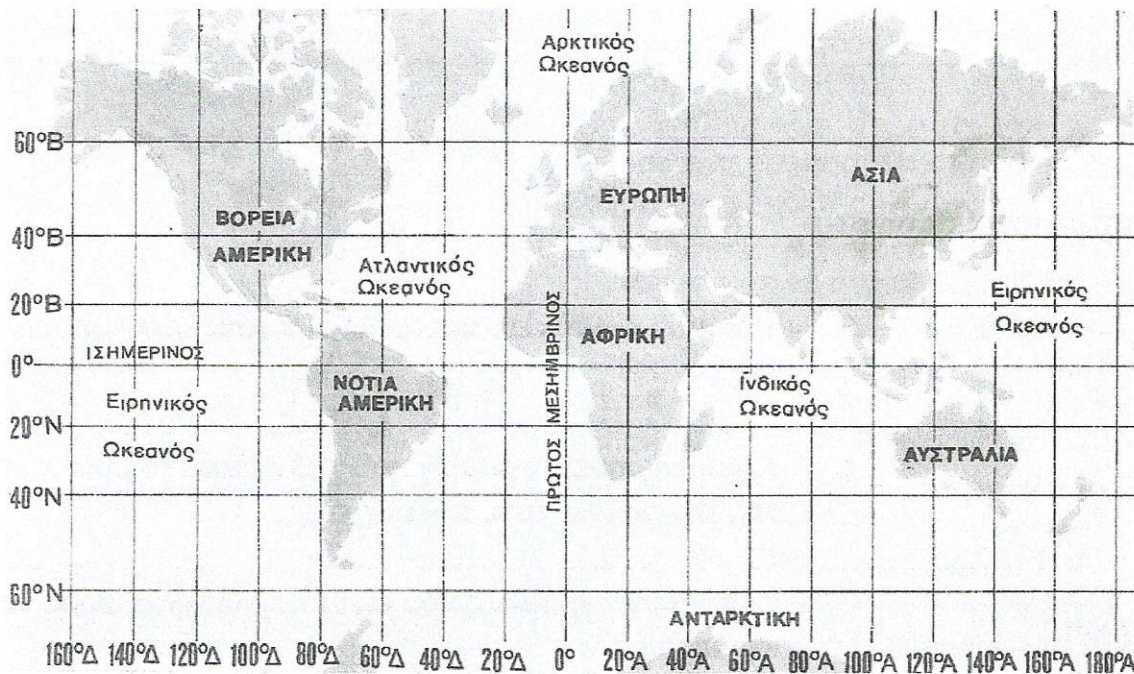 Αρκτικός
Ωκεανός
60°Β
ΑΣΙΑ
ΕΥΡΩΠΗ
ΒΟΡΕΙΑ
40°Β
ΑΜΕΡΙΚΗ
Ατλαντικός
Ωκεανός
20°Β
Ειρηνικός
Ωκεανός
ΑΦΡΙΚΗ
ΠΡΩΤΟΣ ΜΕΣΗΜΒΡΙΝΟΣ
ΙΣΗΜΕΡΙΝΟΣ
0°
ΝΟΤΙΑ
ΑΜΕΡΙΚΗ
Ινδικός
Ωκεανός
Ειρηνικός
Ωκεανός
20°Ν
ΑΥΣΤΡΑΛΙΑ
40°Ν
60°Ν
ΑΝΤΑΡΚΤΙΚΗ
160°Δ 140°Δ 120°Δ 100°Δ 80°Δ 60°Δ 40°Δ 20°Δ 0° 20°Α 40°Α 60°Α 80°Α 100°Α 120°Α 140°Α 160°Α 180°Α